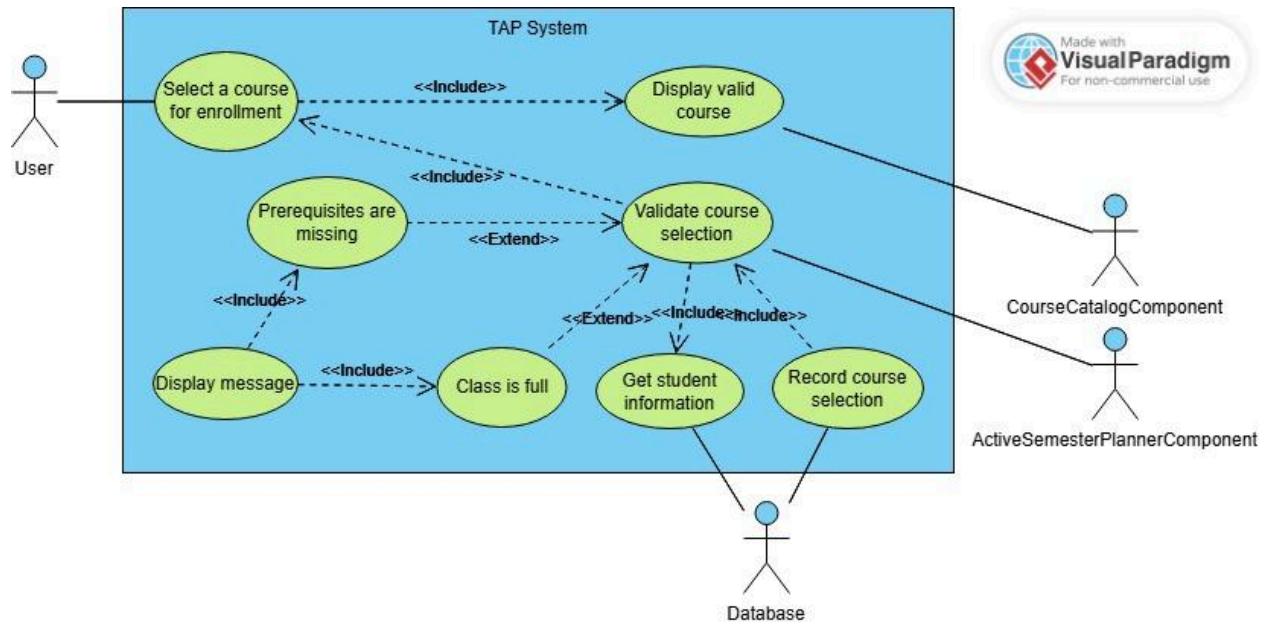 TAP System
Made with
Visual Paradigm
For non-commercial use
Select a course
for enrollment
<<Include>>
Display valid
course
User
<<Include>>
Prerequisites are
missing
<<Extend>>
Validate course
selection
CourseCatalogComponent
<<Include>>
<<Extend>>
<<Include>>
<<Include>>
Display message
<<Include>>
Class is full
Get student
information
Record course
selection
ActiveSemesterPlannerComponent
Database